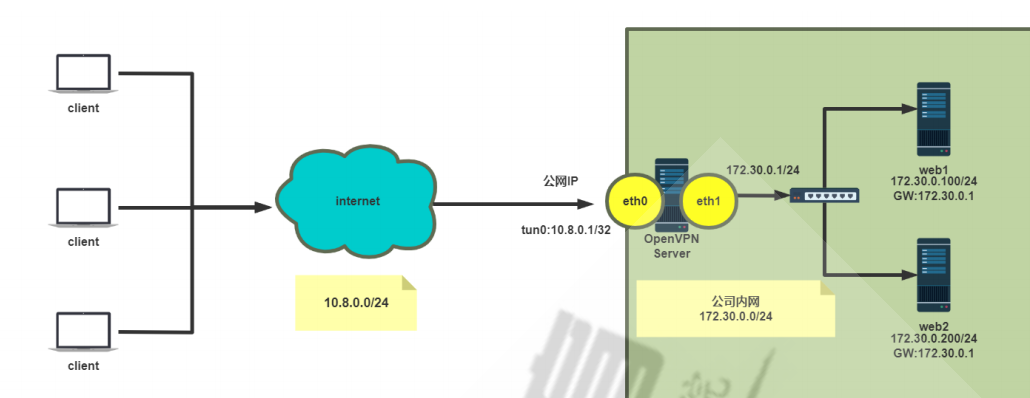 client
client
client
internet
10.8.0.0/24
公网IP
tun0:10.8.0.1/32
eth0
eth1
OpenVPN
Server
172.30.0.1/24
公司内网
172.30.0.0/24
web1
172.30.0.100/24
GW:172.30.0.1
web2
172.30.0.200/24
GW:172.30.0.1